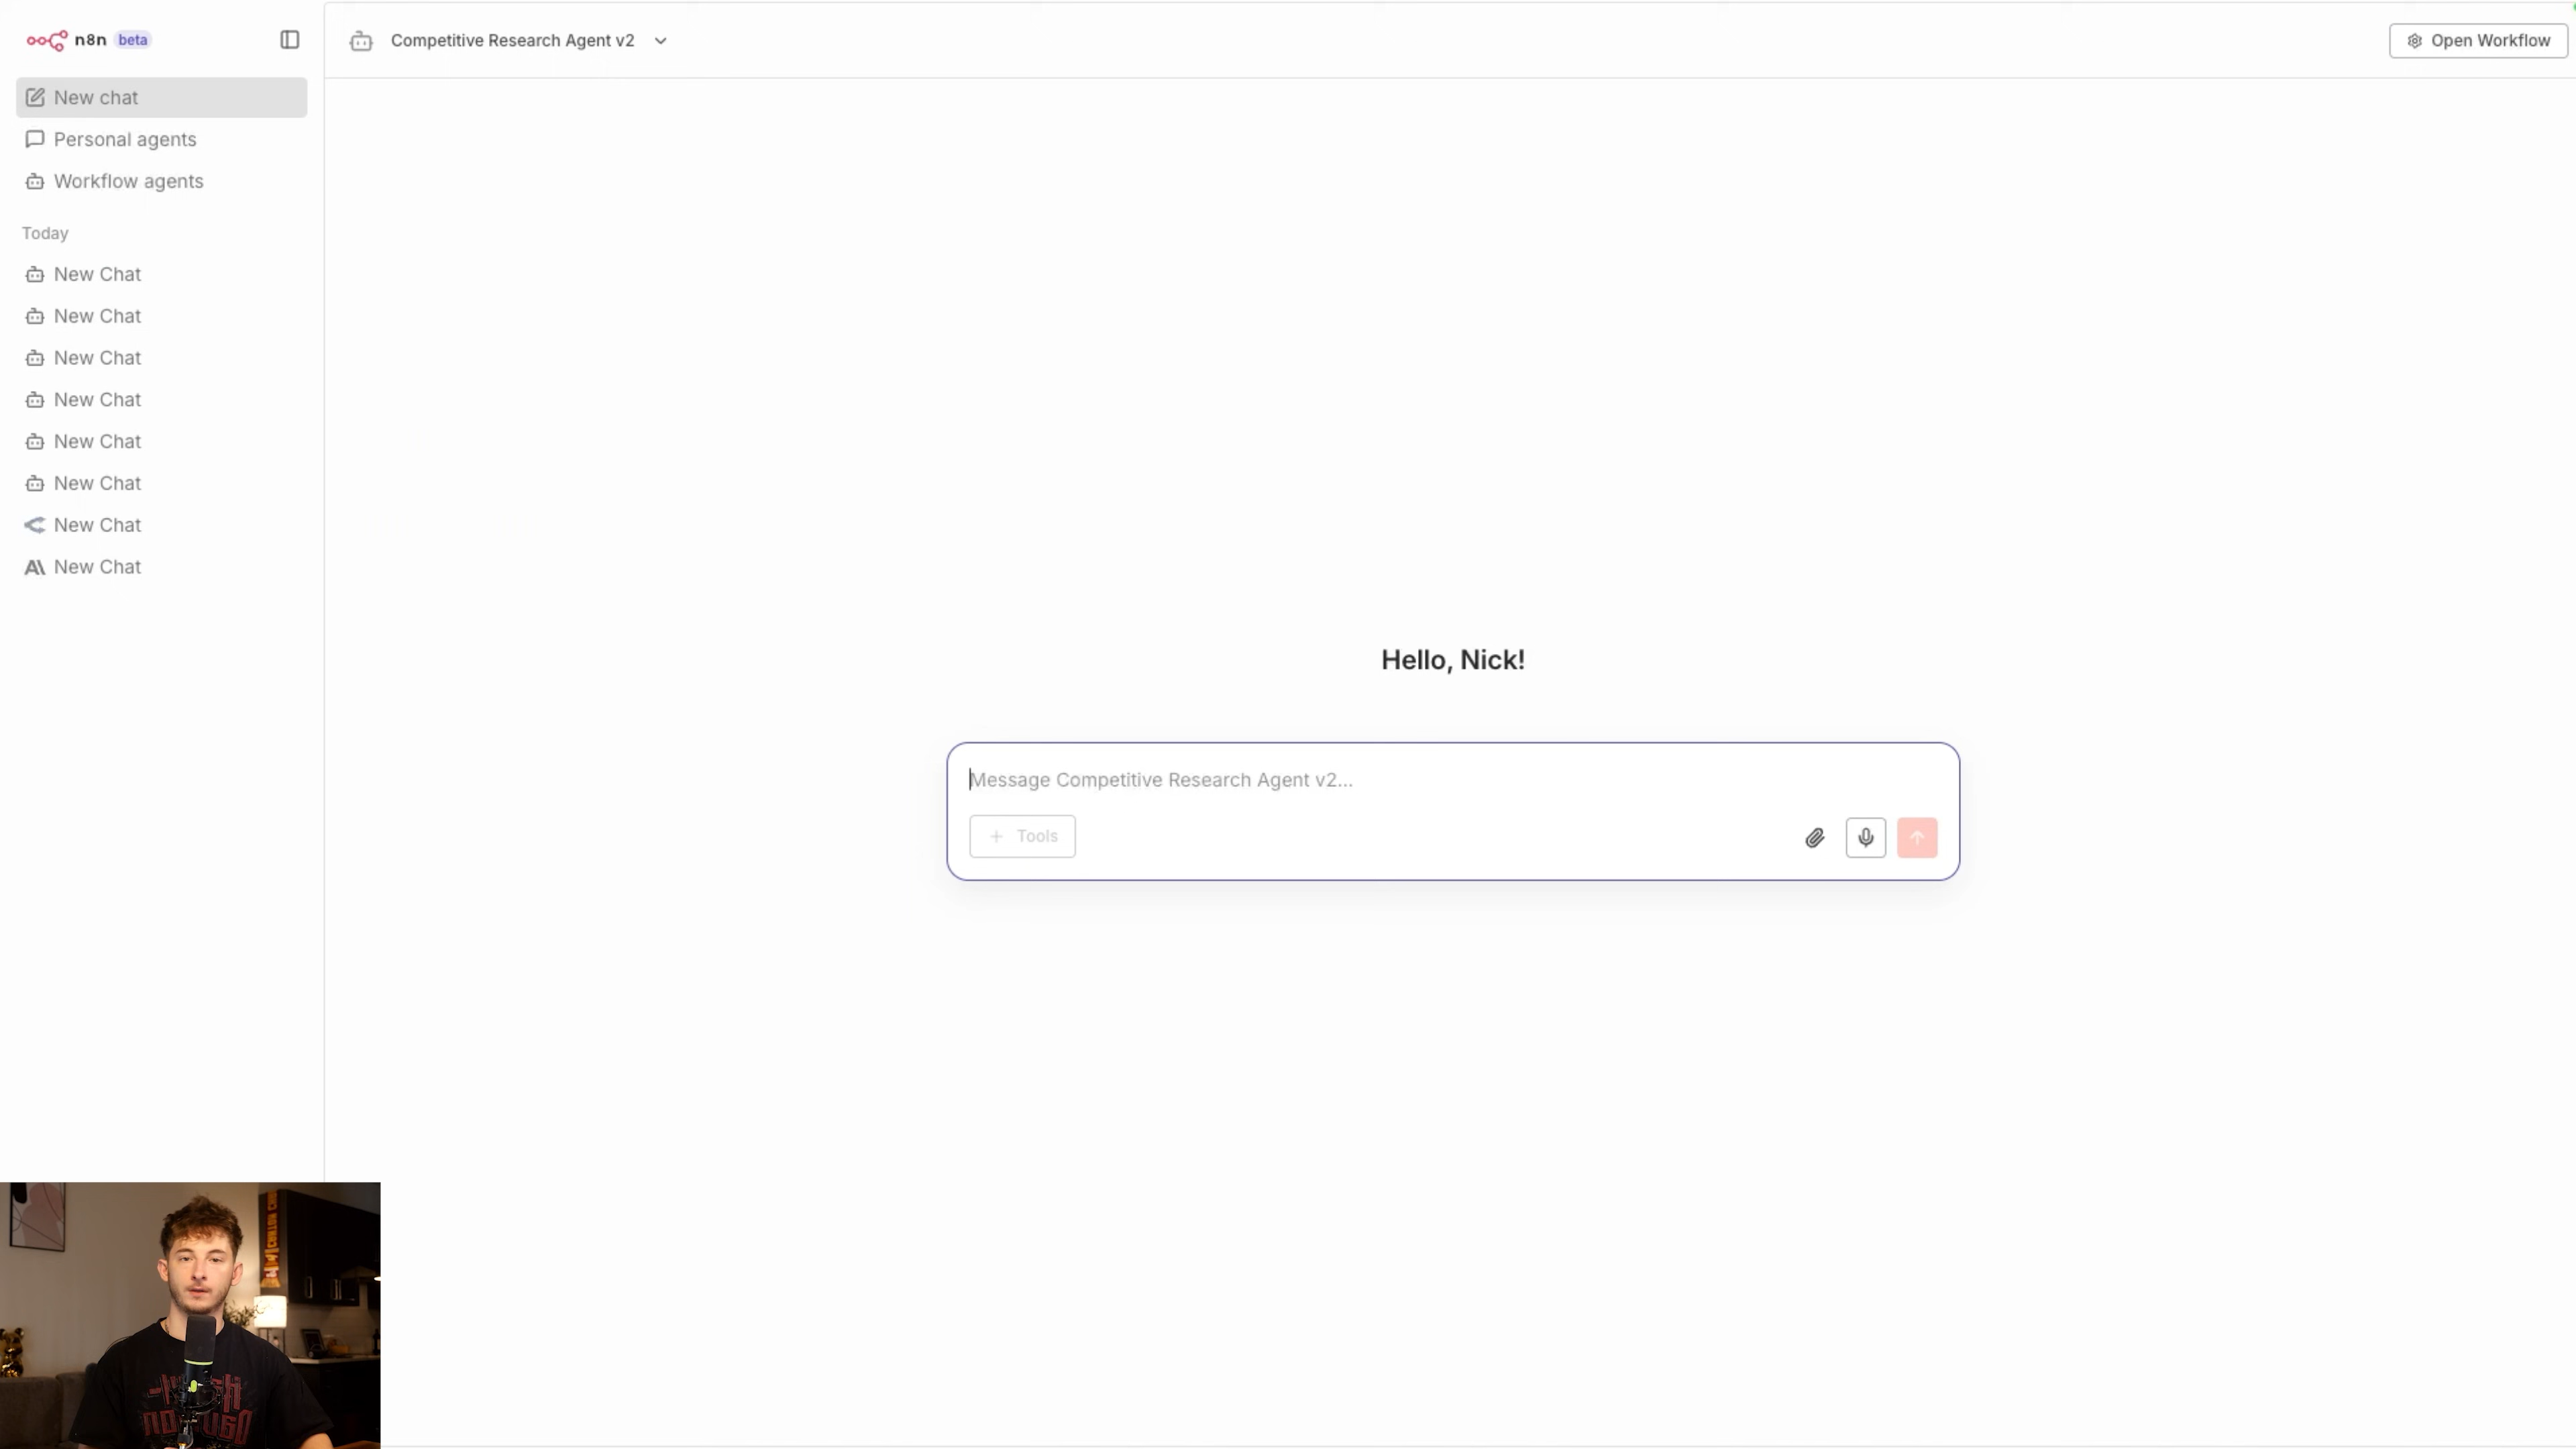 n8n beta
Competitive Research Agent v2
Open Workflow
New chat
Personal agents
Workflow agents
Today
New Chat
New Chat
New Chat
New Chat
New Chat
New Chat
New Chat
New Chat
Hello, Nick!
Message Competitive Research Agent v2...
+ Tools